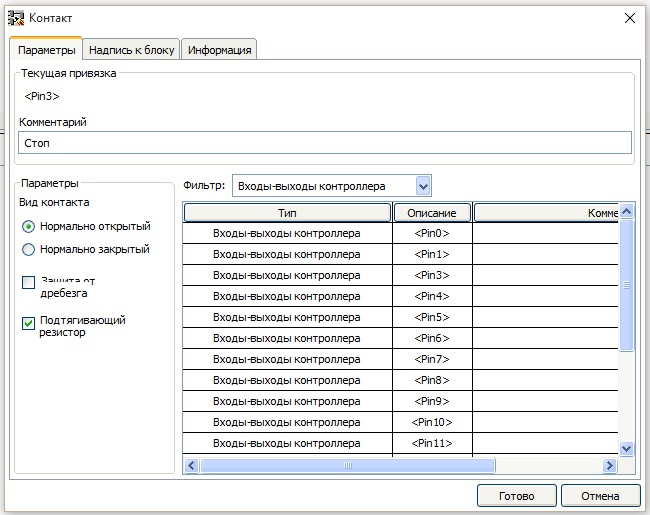 Контакт
Параметры
Надпись к блоку
Информация
Текущая привязка
<Pin3>
Комментарий
Стоп
Параметры
Вид контакта
Нормально открытый
Нормально закрытый
Защита от
дребезга
Подтягивающий
резистор
Фильтр: Входы-выходы контроллера
Тип Описание Комме
Входы-выходы контроллера <Pin0>
Входы-выходы контроллера <Pin1>
Входы-выходы контроллера <Pin3>
Входы-выходы контроллера <Pin4>
Входы-выходы контроллера <Pin5>
Входы-выходы контроллера <Pin6>
Входы-выходы контроллера <Pin7>
Входы-выходы контроллера <Pin8>
Входы-выходы контроллера <Pin9>
Входы-выходы контроллера <Pin10>
Входы-выходы контроллера <Pin11>
Готово
Отмена